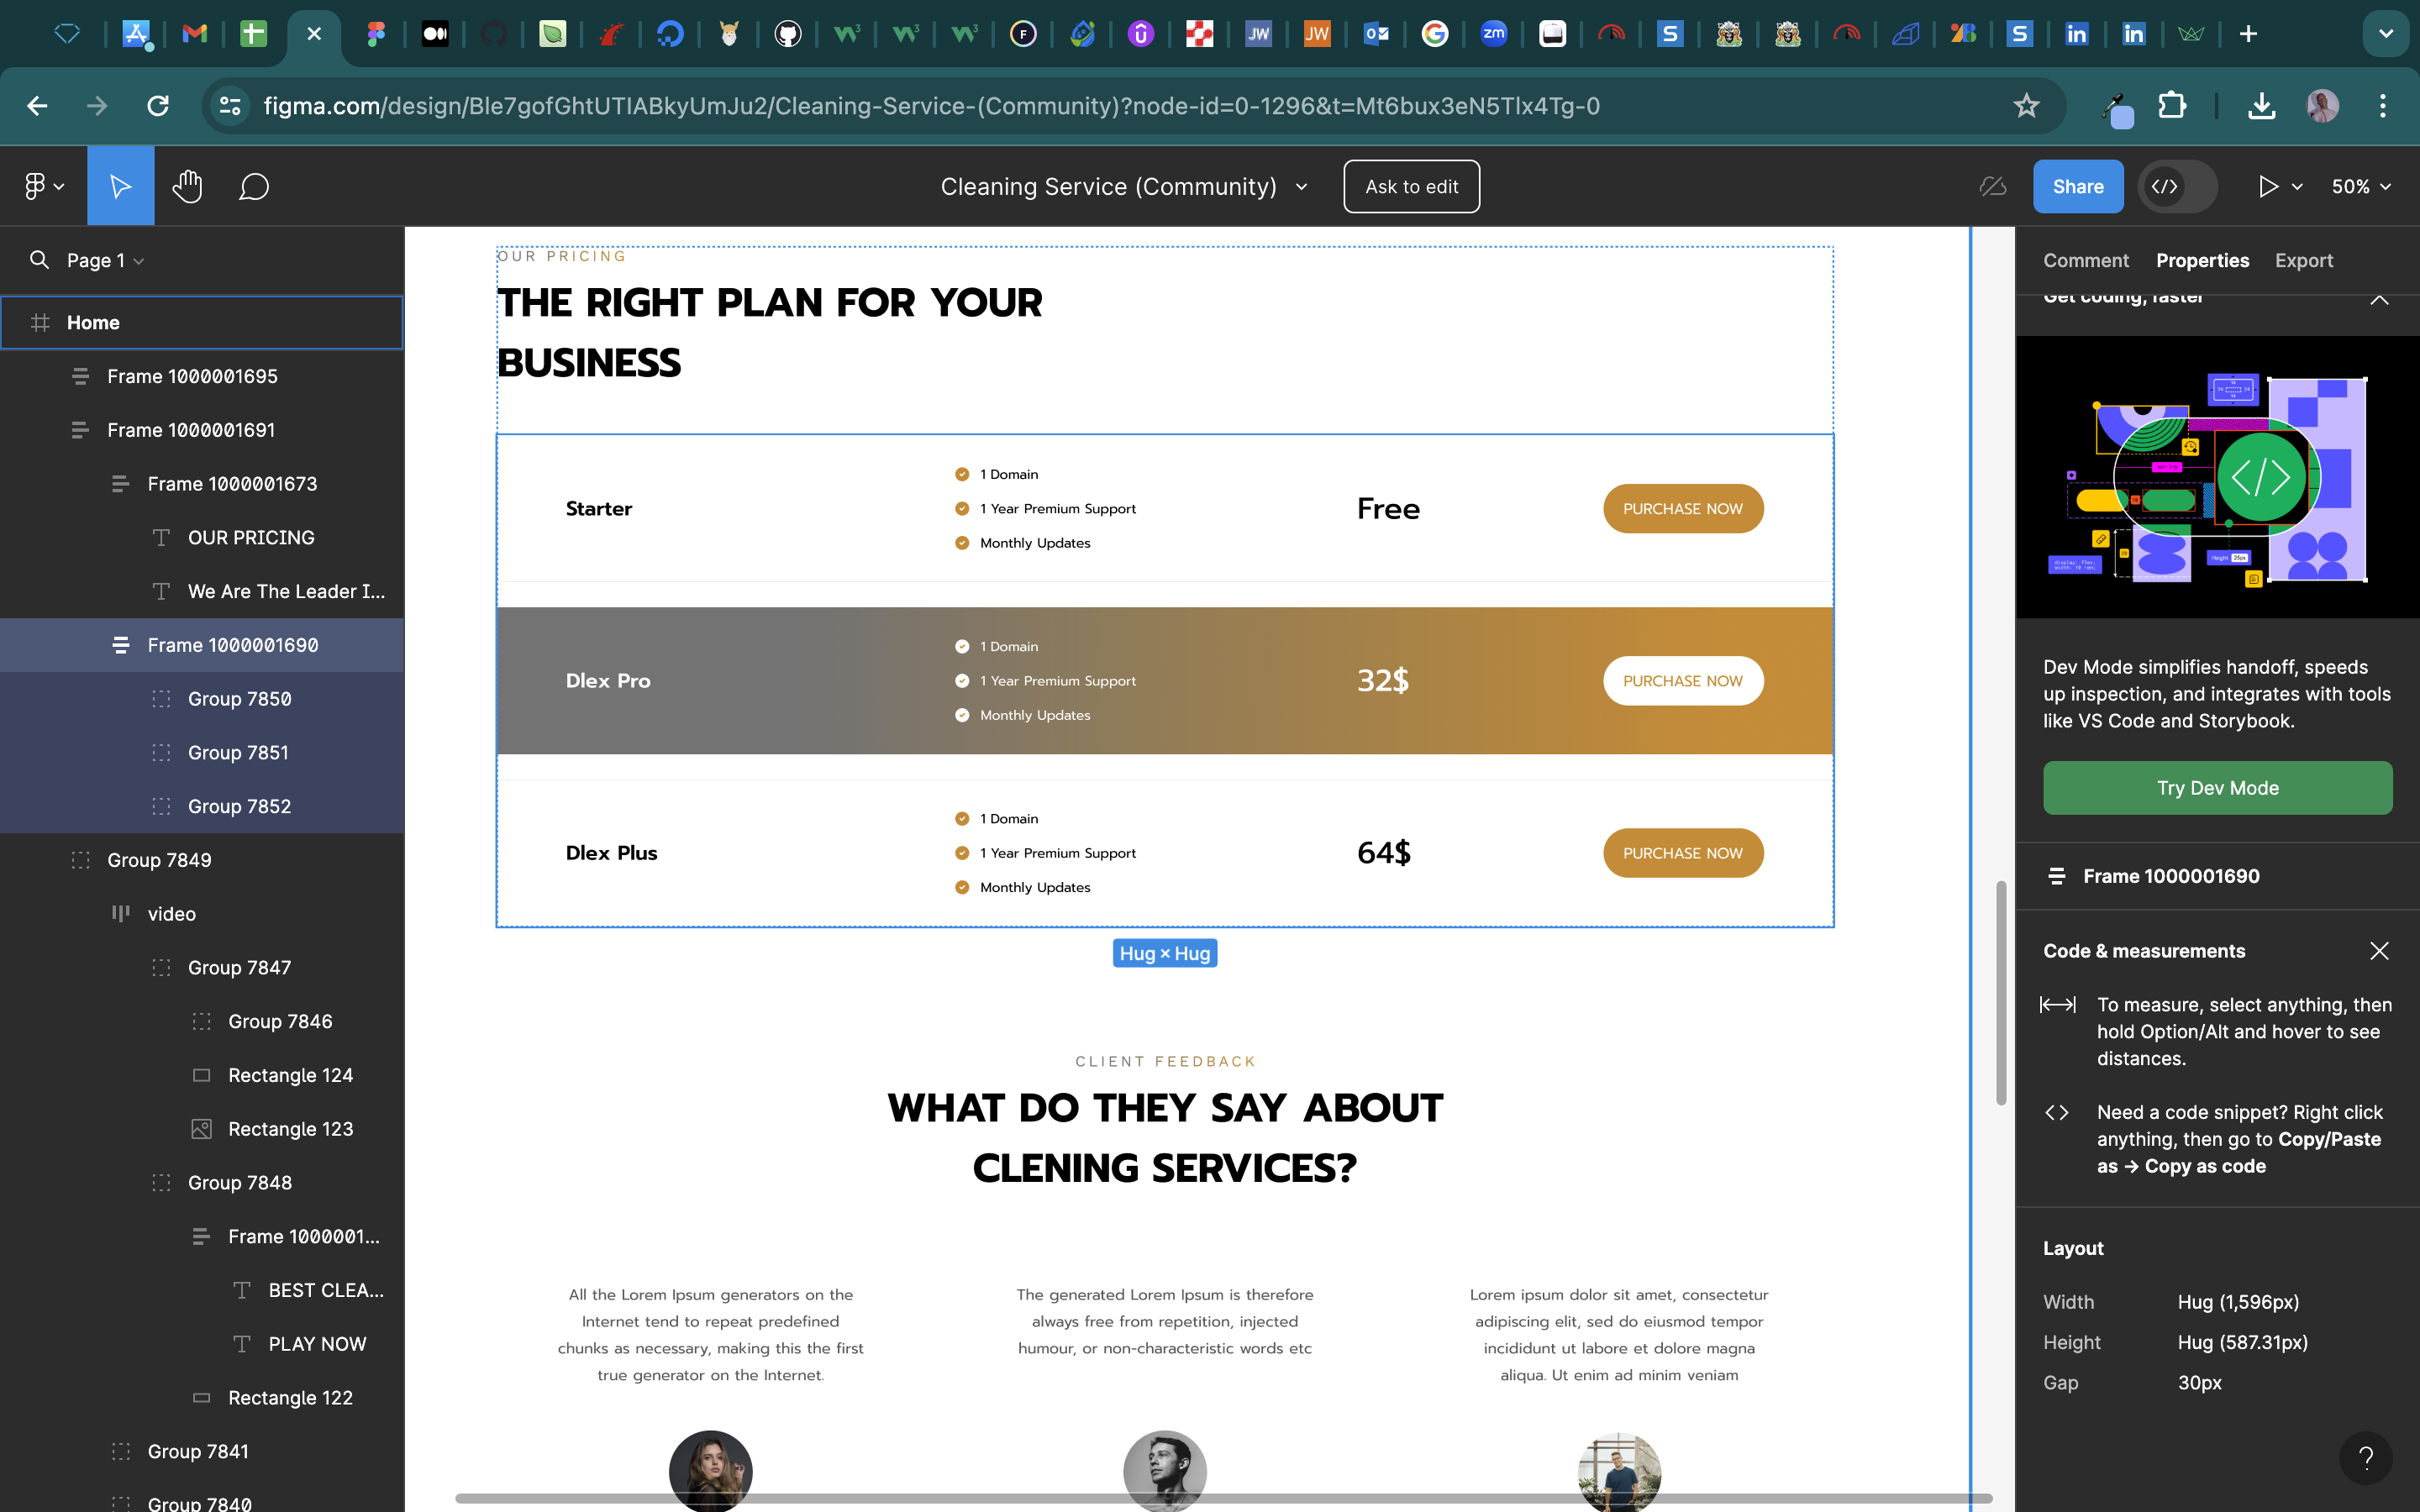 figma.com/design/Ble7gofGhtUTIABkyUmJu2/Cleaning-Service-(Community)?node-id=0-1296&t=Mt6bux3eN5Tlx4Tg-0
Cleaning Service (Community)
Ask to edit
Share
50%
Page 1
Home
Frame 1000001695
Frame 1000001691
Frame 1000001673
OUR PRICING
We Are The Leader I...
Frame 1000001690
Group 7850
Group 7851
Group 7852
Group 7849
video
Group 7847
Group 7846
Rectangle 124
Rectangle 123
Group 7848
Frame 1000001...
BEST CLEA...
PLAY NOW
Rectangle 122
Group 7841
Group 7840
OUR PRICING
THE RIGHT PLAN FOR YOUR
BUSINESS
Starter
1 Domain
1 Year Premium Support
Monthly Updates
Free
PURCHASE NOW
Dlex Pro
1 Domain
1 Year Premium Support
Monthly Updates
32$
PURCHASE NOW
Dlex Plus
1 Domain
1 Year Premium Support
Monthly Updates
64$
PURCHASE NOW
Hug × Hug
CLIENT FEEDBACK
WHAT DO THEY SAY ABOUT
CLENING SERVICES?
All the Lorem Ipsum generators on the
Internet tend to repeat predefined
chunks as necessary, making this the first
true generator on the Internet.
The generated Lorem Ipsum is therefore
always free from repetition, injected
humour, or non-characteristic words etc
Lorem ipsum dolor sit amet, consectetur
adipiscing elit, sed do eiusmod tempor
incididunt ut labore et dolore magna
aliqua. Ut enim ad minim veniam
Comment Properties Export
Get coding, faster
Dev Mode simplifies handoff, speeds
up inspection, and integrates with tools
like VS Code and Storybook.
Try Dev Mode
Frame 1000001690
Code & measurements
To measure, select anything, then
hold Option/Alt and hover to see
distances.
Need a code snippet? Right click
anything, then go to Copy/Paste
as → Copy as code
Layout
Width Hug (1,596px)
Height Hug (587.31px)
Gap 30px